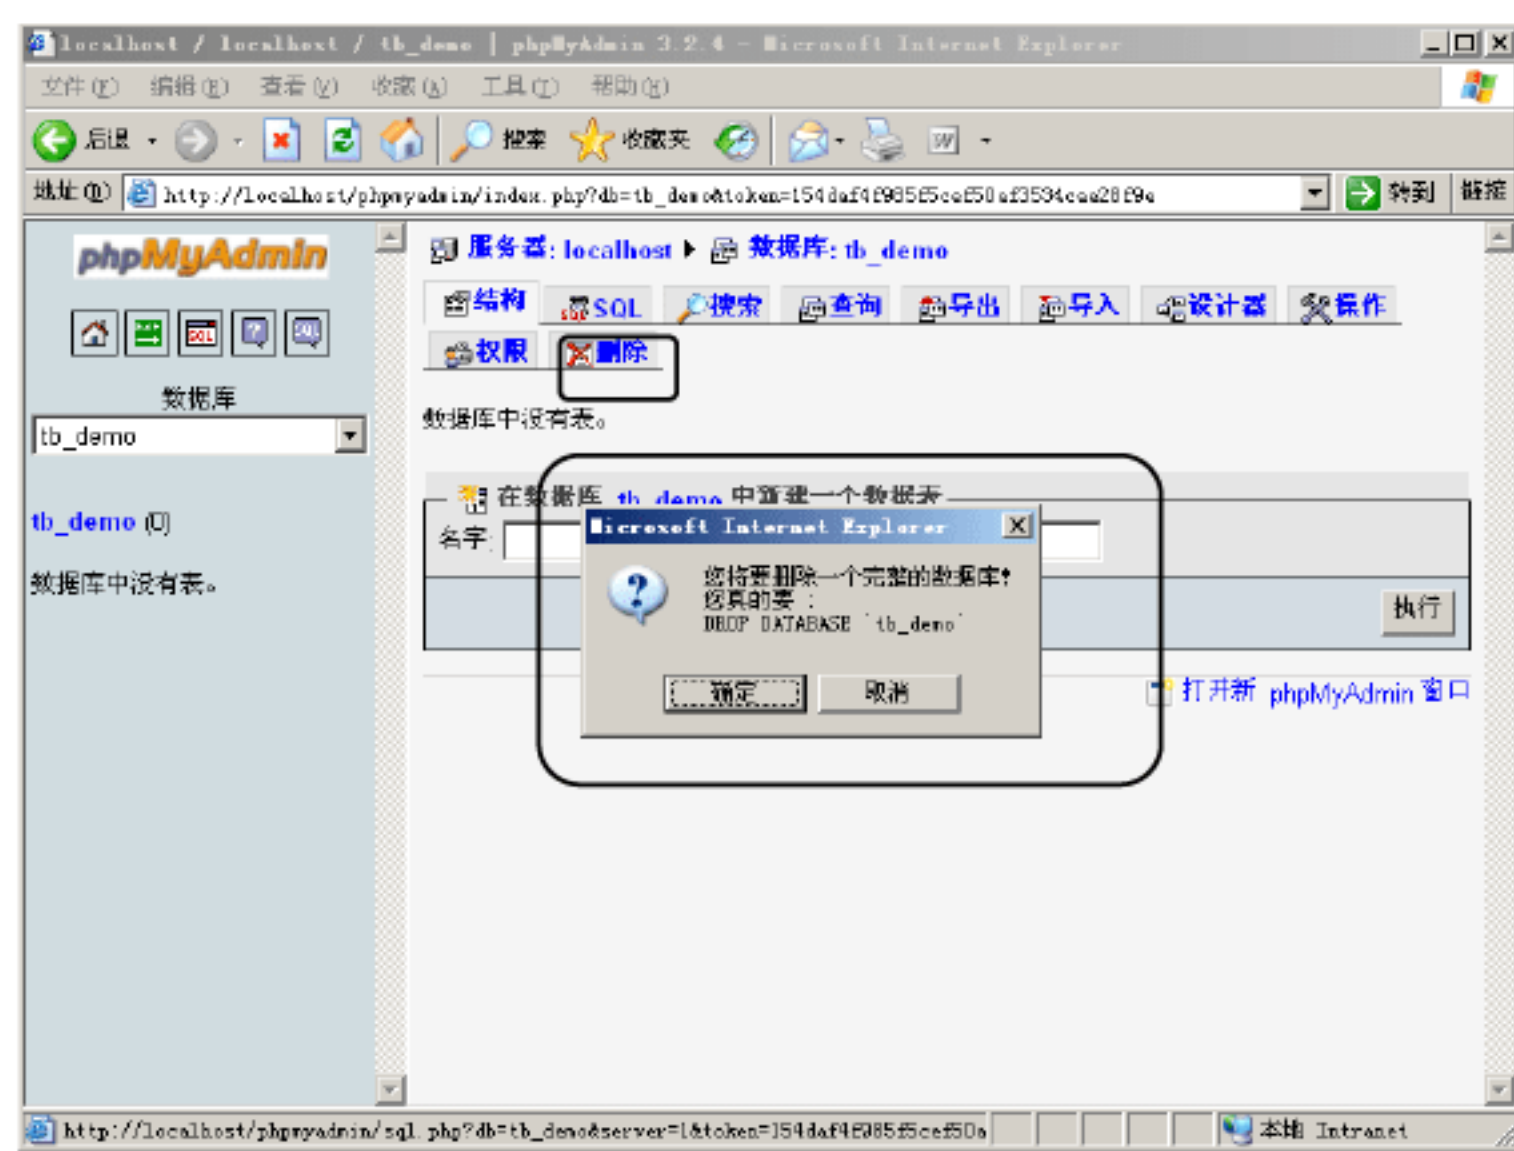 localhost / localhost / tb_demo | phpMyAdmin 3.2.4 - Microsoft Internet Explorer
文件(F) 编辑(E) 查看(V) 收藏(A) 工具(T) 帮助(H)
后退 搜索 收藏夹
地址(D) http://localhost/phpmyadmin/index.php?db=tb_demo&token=154daf4f985f5cef50af3534cae28f9e 转到 链接
phpMyAdmin
数据库
tb_demo
tb_demo (0)
数据库中没有表。
服务器: localhost 数据库: tb_demo
结构 SQL 搜索 查询 导出 导入 设计器 操作
权限 删除
数据库中没有表。
在数据库 tb_demo 中新建一个数据表
名字:
Microsoft Internet Explorer
您将要删除一个完整的数据库!
您真的要 :
DROP DATABASE `tb_demo`
确定 取消
执行
打开新 phpMyAdmin 窗口
http://localhost/phpmyadmin/sql.php?db=tb_demo&server=1&token=154daf4f985f5cef50a 本地 Intranet